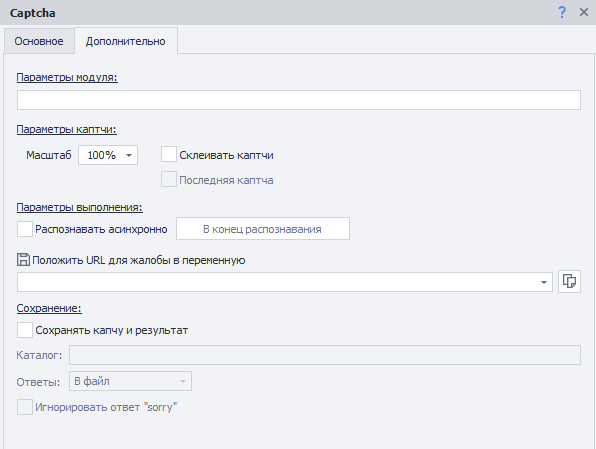 Captcha
?
Основное
Дополнительно
Параметры модуля:
Параметры каптчи:
Масштаб 100% Склеивать каптчи
Последняя каптча
Параметры выполнения:
Распознавать асинхронно В конец распознавания
Положить URL для жалобы в переменную
Сохранение:
Сохранять капчу и результат
Каталог:
Ответы: В файл
Игнорировать ответ "sorry"